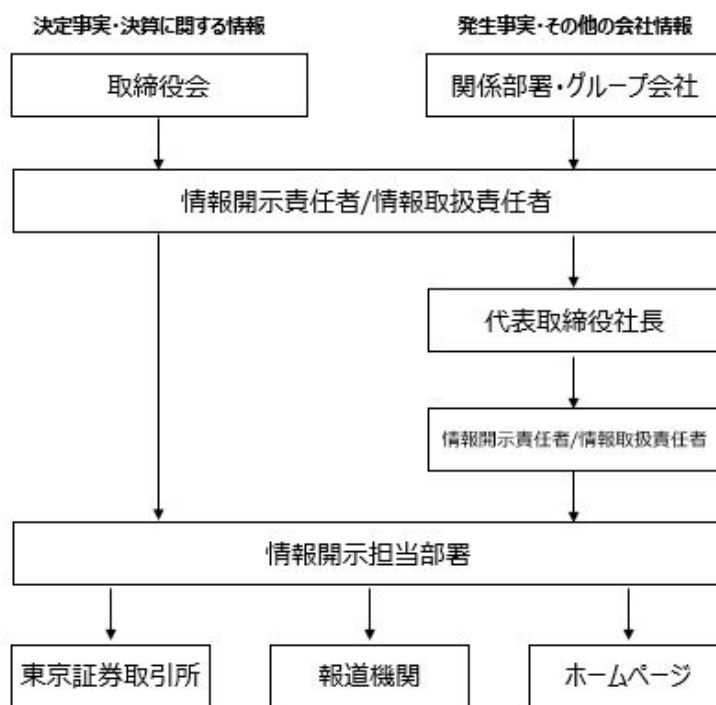 決定事実・決算に関する情報
発生事実・その他の会社情報
取締役会
関係部署・グループ会社
情報開示責任者/情報取扱責任者
代表取締役社長
情報開示責任者/情報取扱責任者
情報開示担当部署
東京証券取引所
報道機関
ホームページ